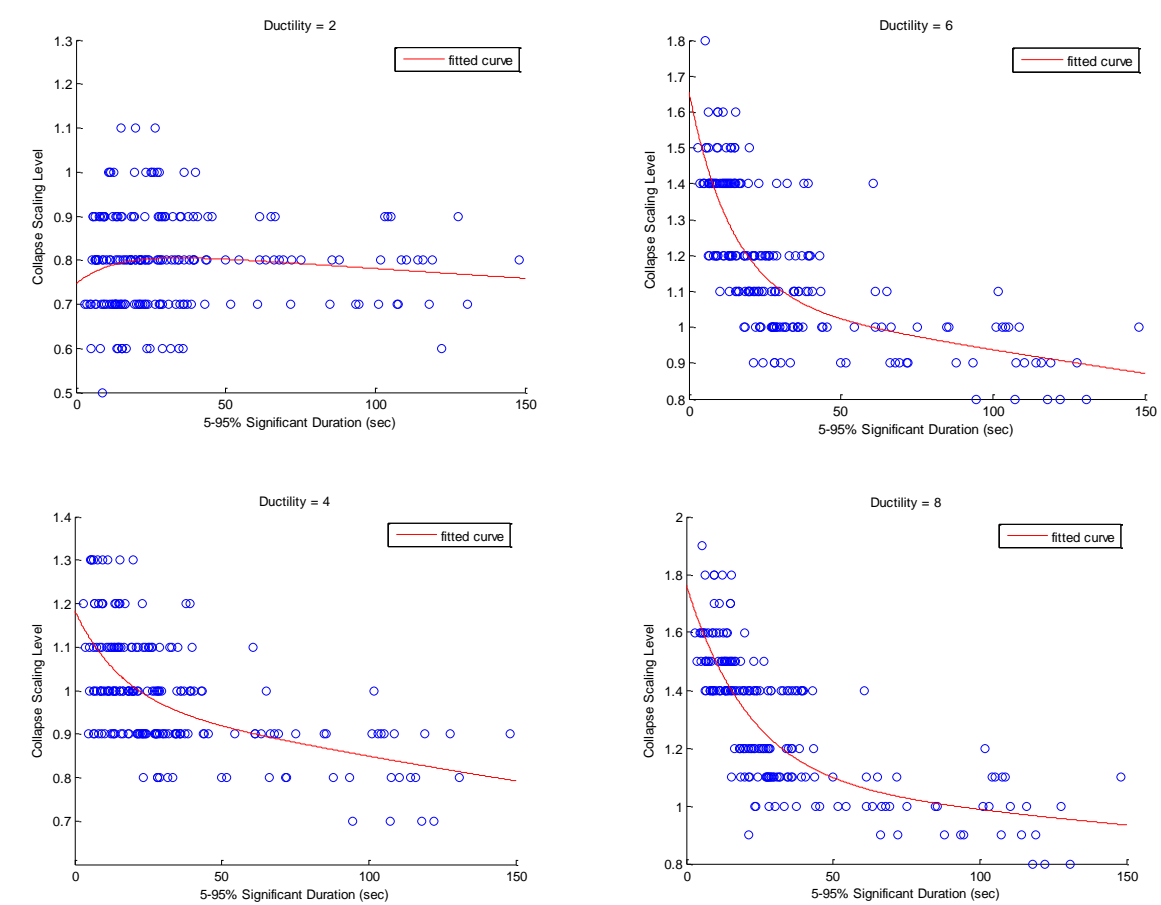 Ductility = 2
fitted curve
Collapse Scaling Level
1.3
1.2
1.1
1
0.9
0.8
0.7
0.6
0.5
0 50 100 150
5-95% Significant Duration (sec)
Ductility = 6
fitted curve
Collapse Scaling Level
1.8
1.7
1.6
1.5
1.4
1.3
1.2
1.1
1
0.9
0.8
0 50 100 150
5-95% Significant Duration (sec)
Ductility = 4
fitted curve
Collapse Scaling Level
1.4
1.3
1.2
1.1
1
0.9
0.8
0.7
0 50 100 150
5-95% Significant Duration (sec)
Ductility = 8
fitted curve
Collapse Scaling Level
2
1.8
1.6
1.4
1.2
1
0.8
0 50 100 150
5-95% Significant Duration (sec)